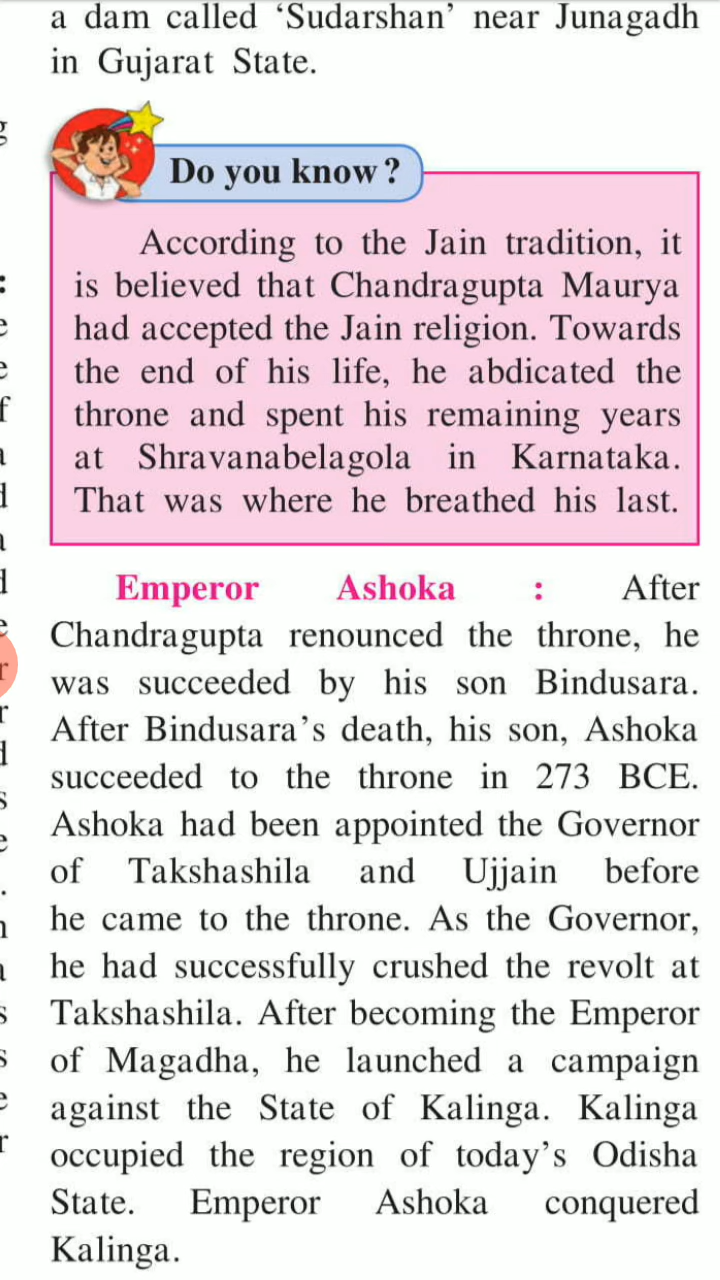 a dam called ‘Sudarshan’ near Junagadh
in Gujarat State.
Do you know?
According to the Jain tradition, it
is believed that Chandragupta Maurya
had accepted the Jain religion. Towards
the end of his life, he abdicated the
throne and spent his remaining years
at Shravanabelagola in Karnataka.
That was where he breathed his last.
Emperor Ashoka : After
Chandragupta renounced the throne, he
was succeeded by his son Bindusara.
After Bindusara’s death, his son, Ashoka
succeeded to the throne in 273 BCE.
Ashoka had been appointed the Governor
of Takshashila and Ujjain before
he came to the throne. As the Governor,
he had successfully crushed the revolt at
Takshashila. After becoming the Emperor
of Magadha, he launched a campaign
against the State of Kalinga. Kalinga
occupied the region of today’s Odisha
State. Emperor Ashoka conquered
Kalinga.